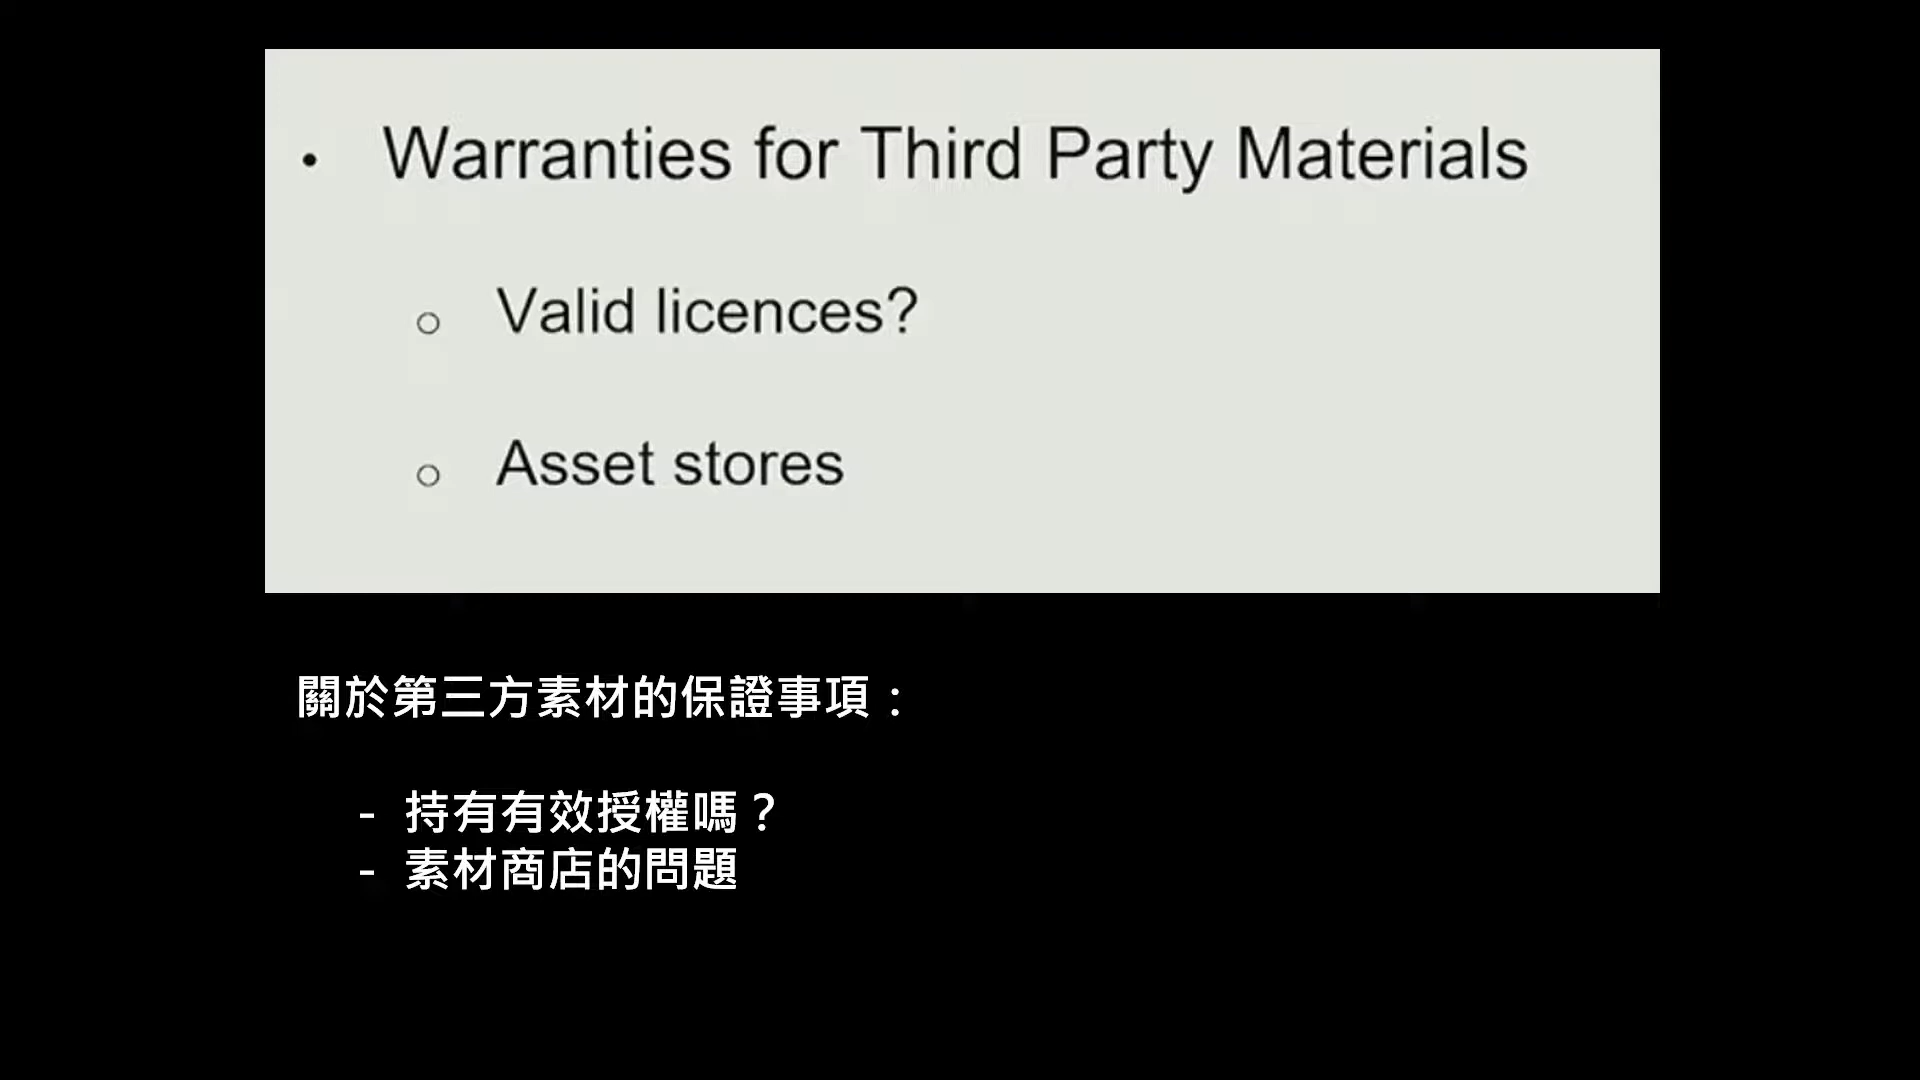 • Warranties for Third Party Materials
o Valid licences?
o Asset stores
關於第三方素材的保證事項：
- 持有有效授權嗎？
- 素材商店的問題